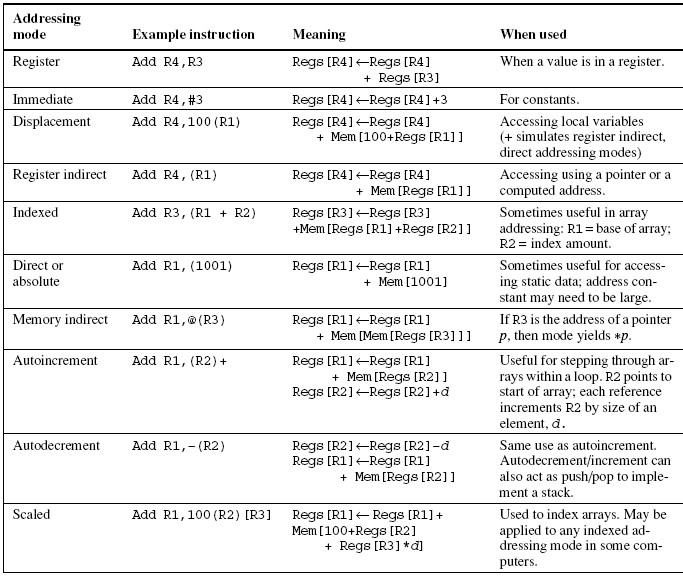 Addressing
mode Example instruction Meaning When used
Register Add R4,R3 Regs[R4]←Regs[R4] When a value is in a register.
+ Regs[R3]
Immediate Add R4,#3 Regs[R4]←Regs[R4]+3 For constants.
Displacement Add R4,100(R1) Regs[R4]←Regs[R4] Accessing local variables
+ Mem[100+Regs[R1]] (+ simulates register indirect,
direct addressing modes)
Register indirect Add R4,(R1) Regs[R4]←Regs[R4] Accessing using a pointer or a
+ Mem[Regs[R1]] computed address.
Indexed Add R3,(R1 + R2) Regs[R3]←Regs[R3] Sometimes useful in array
+Mem[Regs[R1]+Regs[R2]] addressing: R1 = base of array;
R2 = index amount.
Direct or Add R1,(1001) Regs[R1]←Regs[R1] Sometimes useful for access-
absolute + Mem[1001] ing static data; address con-
stant may need to be large.
Memory indirect Add R1,@(R3) Regs[R1]←Regs[R1] If R3 is the address of a pointer
+ Mem[Mem[Regs[R3]]] p, then mode yields *p.
Autoincrement Add R1,(R2)+ Regs[R1]←Regs[R1] Useful for stepping through ar-
+ Mem[Regs[R2]] rays within a loop. R2 points to
Regs[R2]←Regs[R2]+d start of array; each reference
increments R2 by size of an
element, d.
Autodecrement Add R1,-(R2) Regs[R2]←Regs[R2]-d Same use as autoincrement.
Regs[R1]←Regs[R1] Autodecrement/increment can
+ Mem[Regs[R2]] also act as push/pop to imple-
ment a stack.
Scaled Add R1,100(R2)[R3] Regs[R1]← Regs[R1]+ Used to index arrays. May be
Mem[100+Regs[R2] applied to any indexed ad-
+ Regs[R3]*d] dressing mode in some com-
puters.